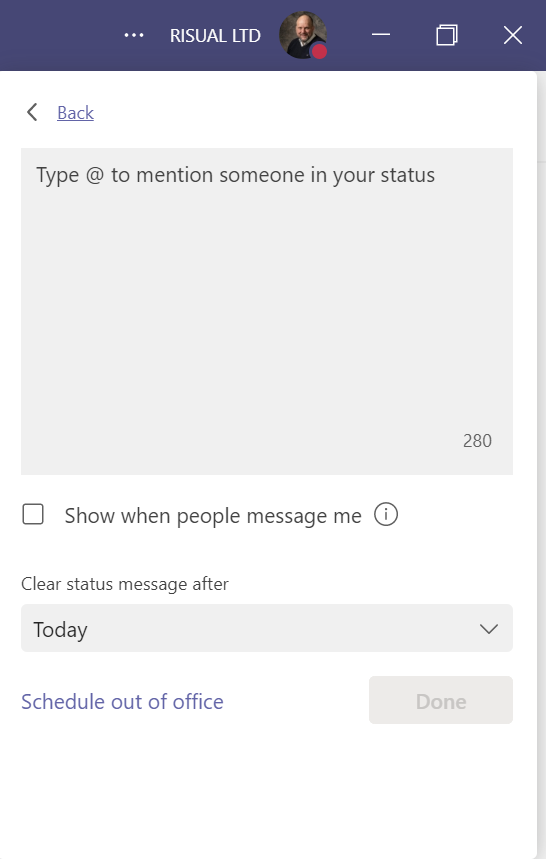 RISUAL LTD
Back
Type @ to mention someone in your status
280
Show when people message me
Clear status message after
Today
Schedule out of office
Done